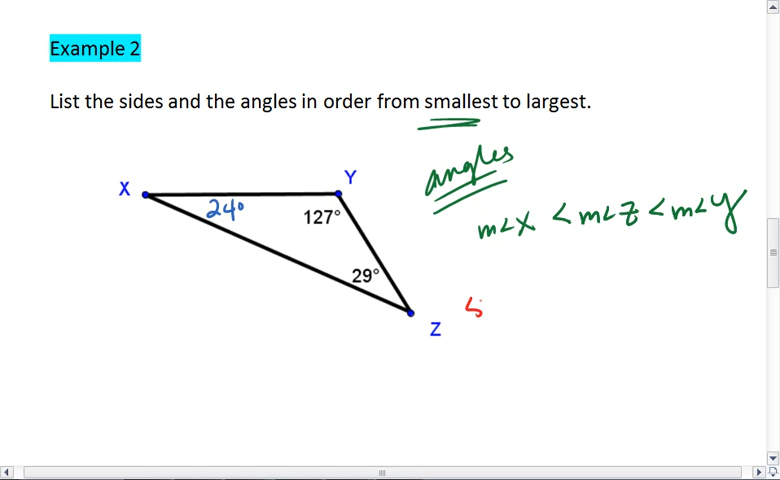 Example 2
List the sides and the angles in order from smallest to largest.
angles
m∠X < m∠Z < m∠Y
X
Y
24°
127°
29°
S
Z